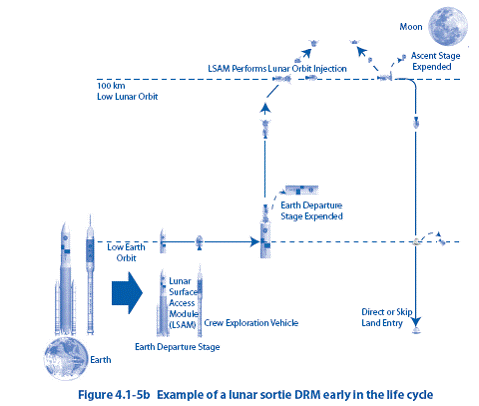 Moon
Ascent Stage
Expended
LSAM Performs Lunar Orbit Injection
100 km
Low Lunar Orbit
Earth Departure
Stage Expended
Low Earth
Orbit
Lunar
Surface
Access
Module
(LSAM)
Crew Exploration Vehicle
Earth Departure Stage
Direct or Skip
Land Entry
Earth
Figure 4.1-5b Example of a lunar sortie DRM early in the life cycle